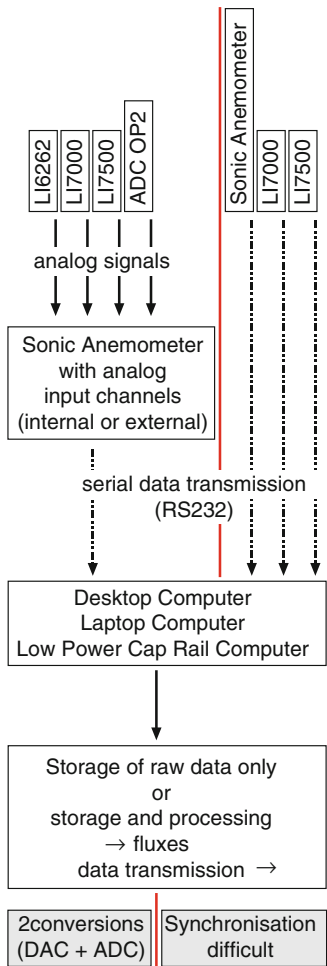 LI6262
LI7000
LI7500
ADC OP2
Sonic Anemometer
LI7000
LI7500
analog signals
Sonic Anemometer
with analog
input channels
(internal or external)
serial data transmission
(RS232)
Desktop Computer
Laptop Computer
Low Power Cap Rail Computer
Storage of raw data only
or
storage and processing
→ fluxes
data transmission →
2conversions
(DAC + ADC)
Synchronisation
difficult